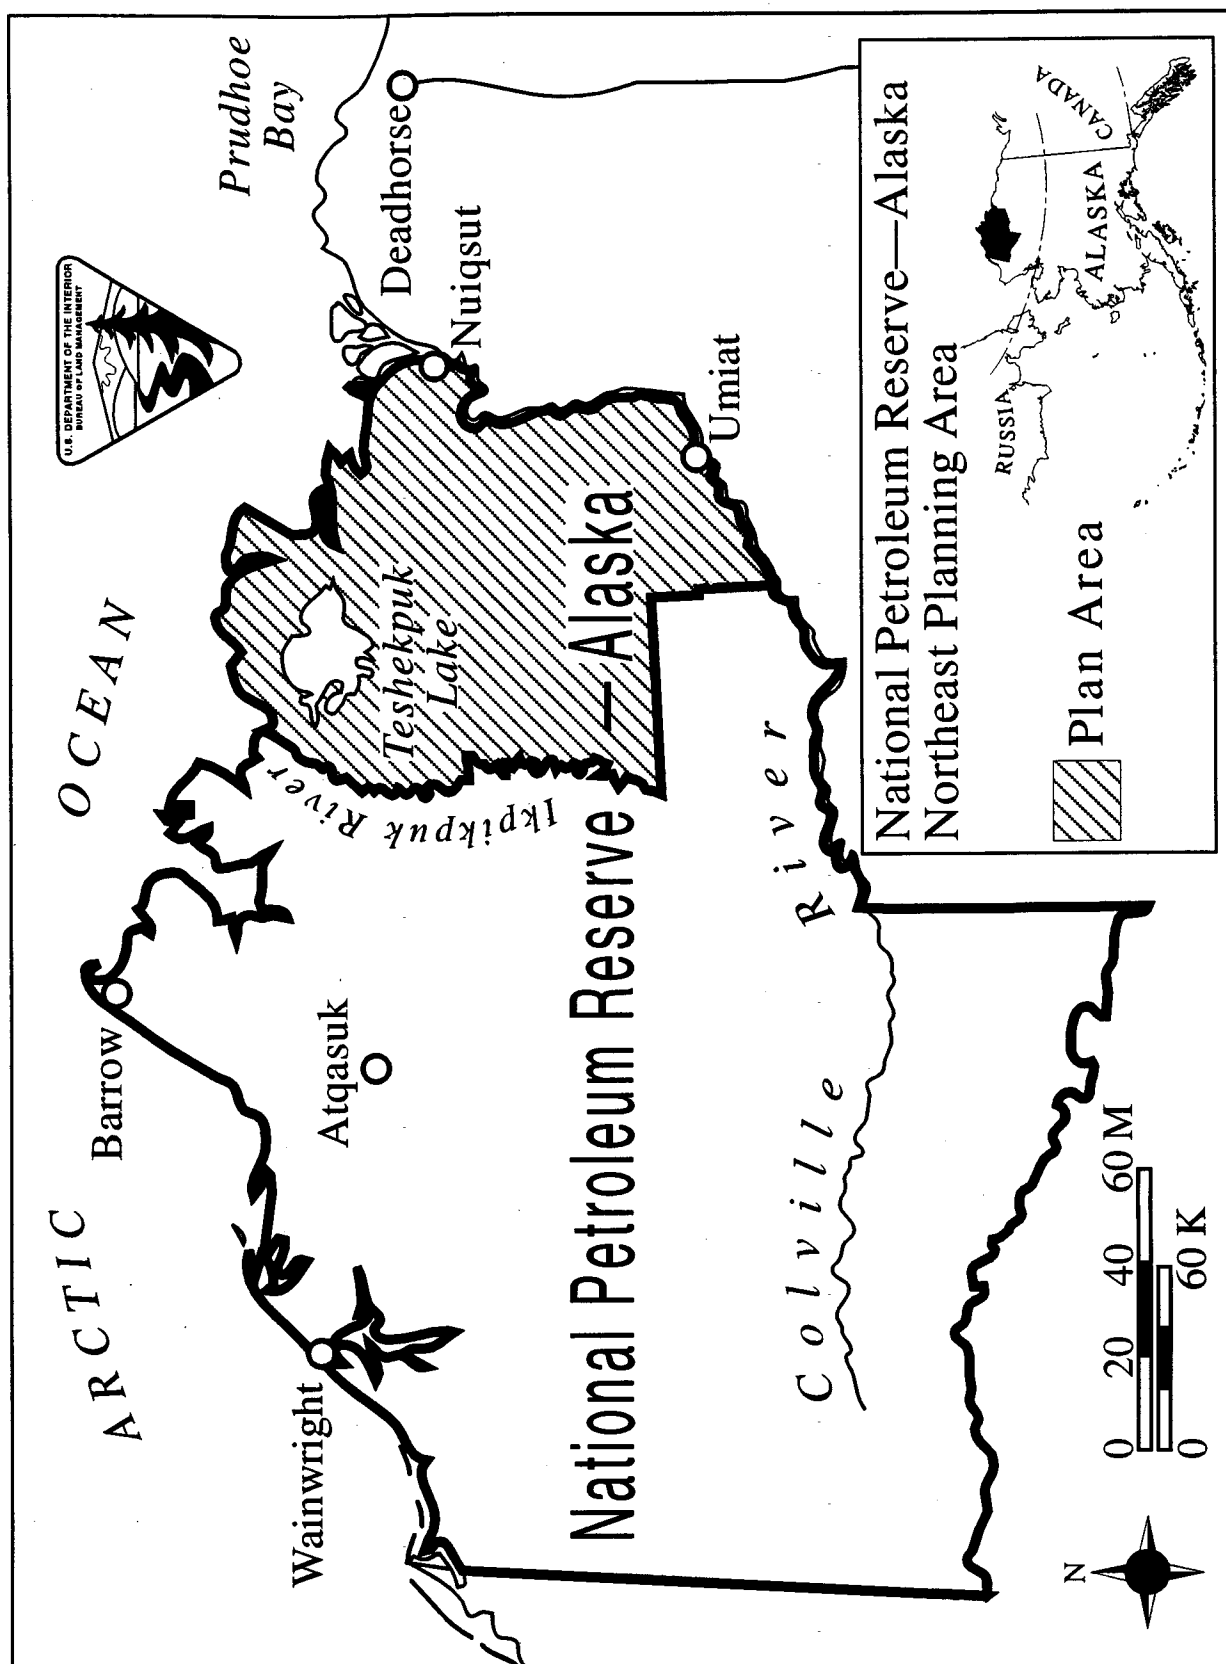 U.S. DEPARTMENT OF THE INTERIOR
BUREAU OF LAND MANAGEMENT
ARCTIC
OCEAN
Prudhoe
Bay
Barrow
Wainwright
Atqasuk
Deadhorse
Nuiqsut
Teshekpuk
Lake
Ikpikpuk River
National Petroleum Reserve — Alaska
Umiat
Colville River
National Petroleum Reserve—Alaska
Northeast Planning Area
Plan Area
RUSSIA
ALASKA
CANADA
N
0 20 40 60 M
0 60 K